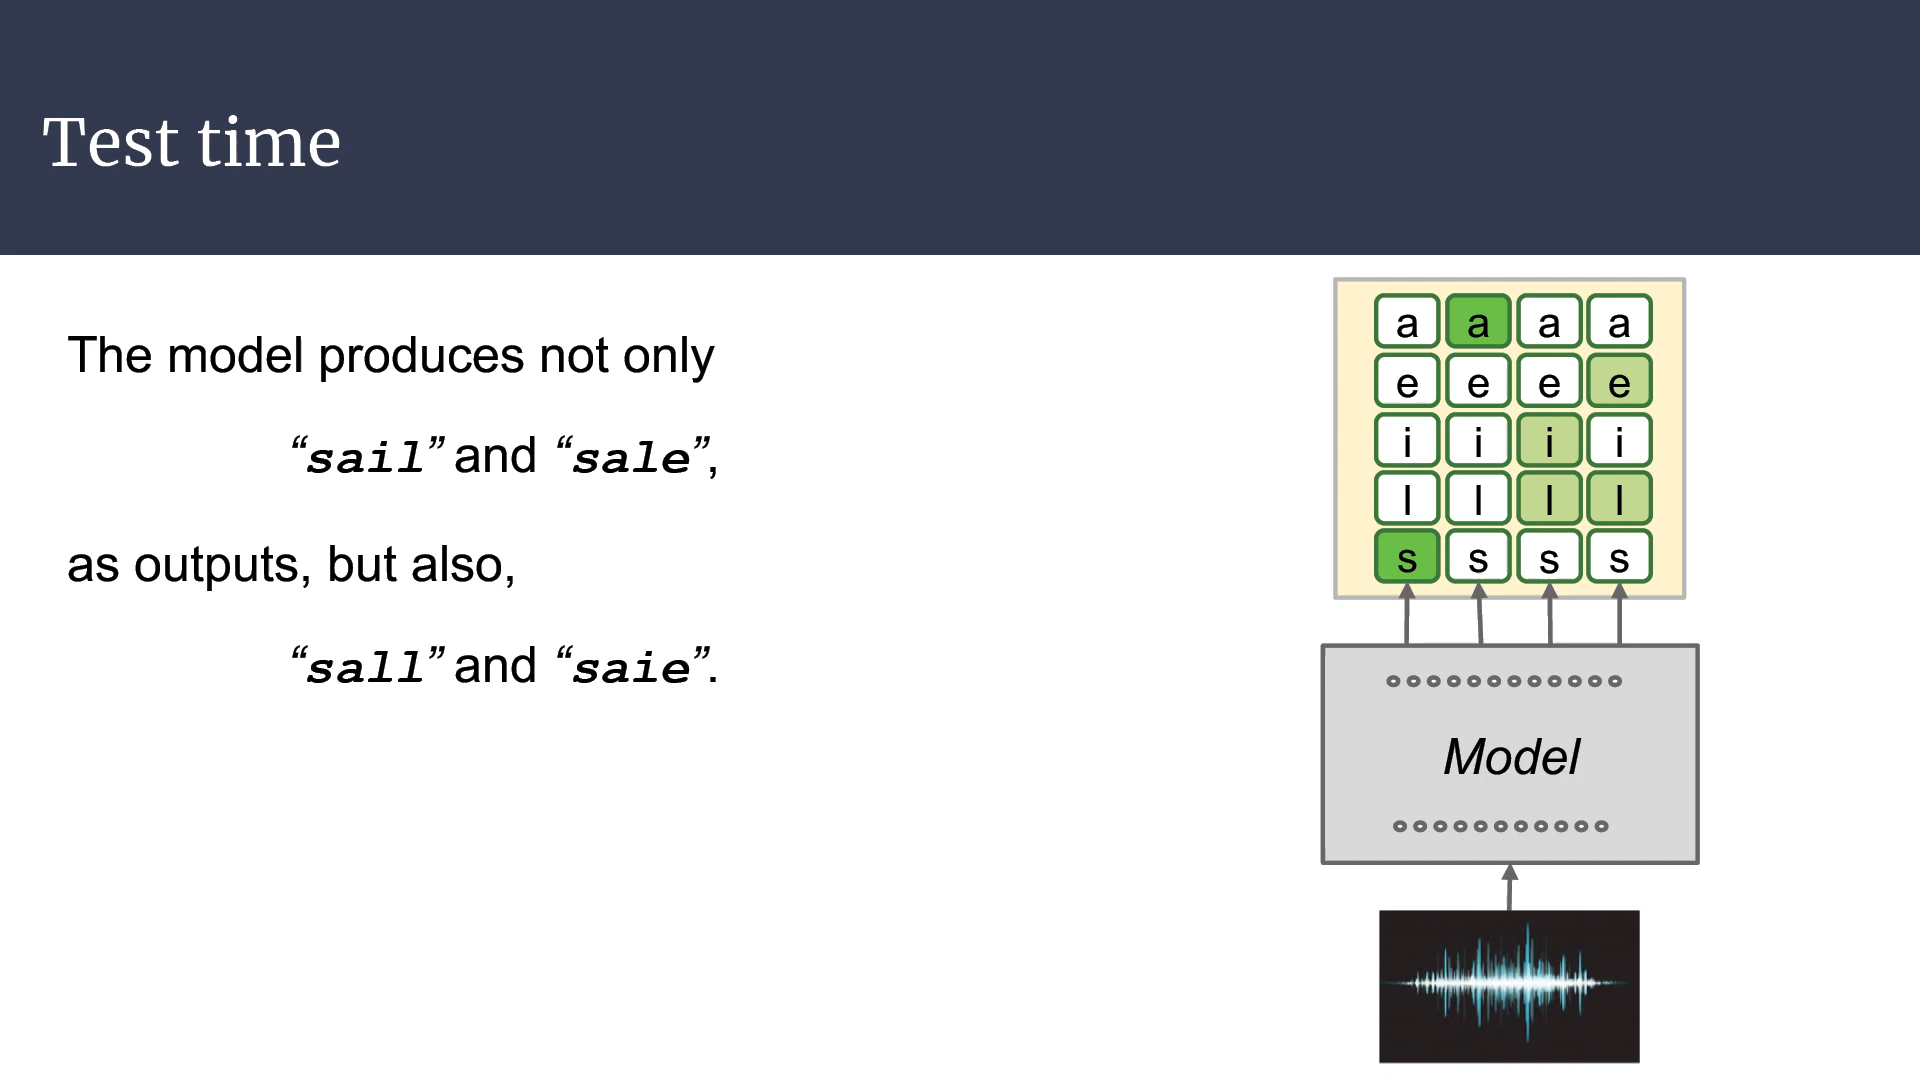 Test time
The model produces not only
“sail” and “sale”,
as outputs, but also,
“sall” and “saie”.
a a a a
e e e e
i i i i
l l l l
s s s s
Model